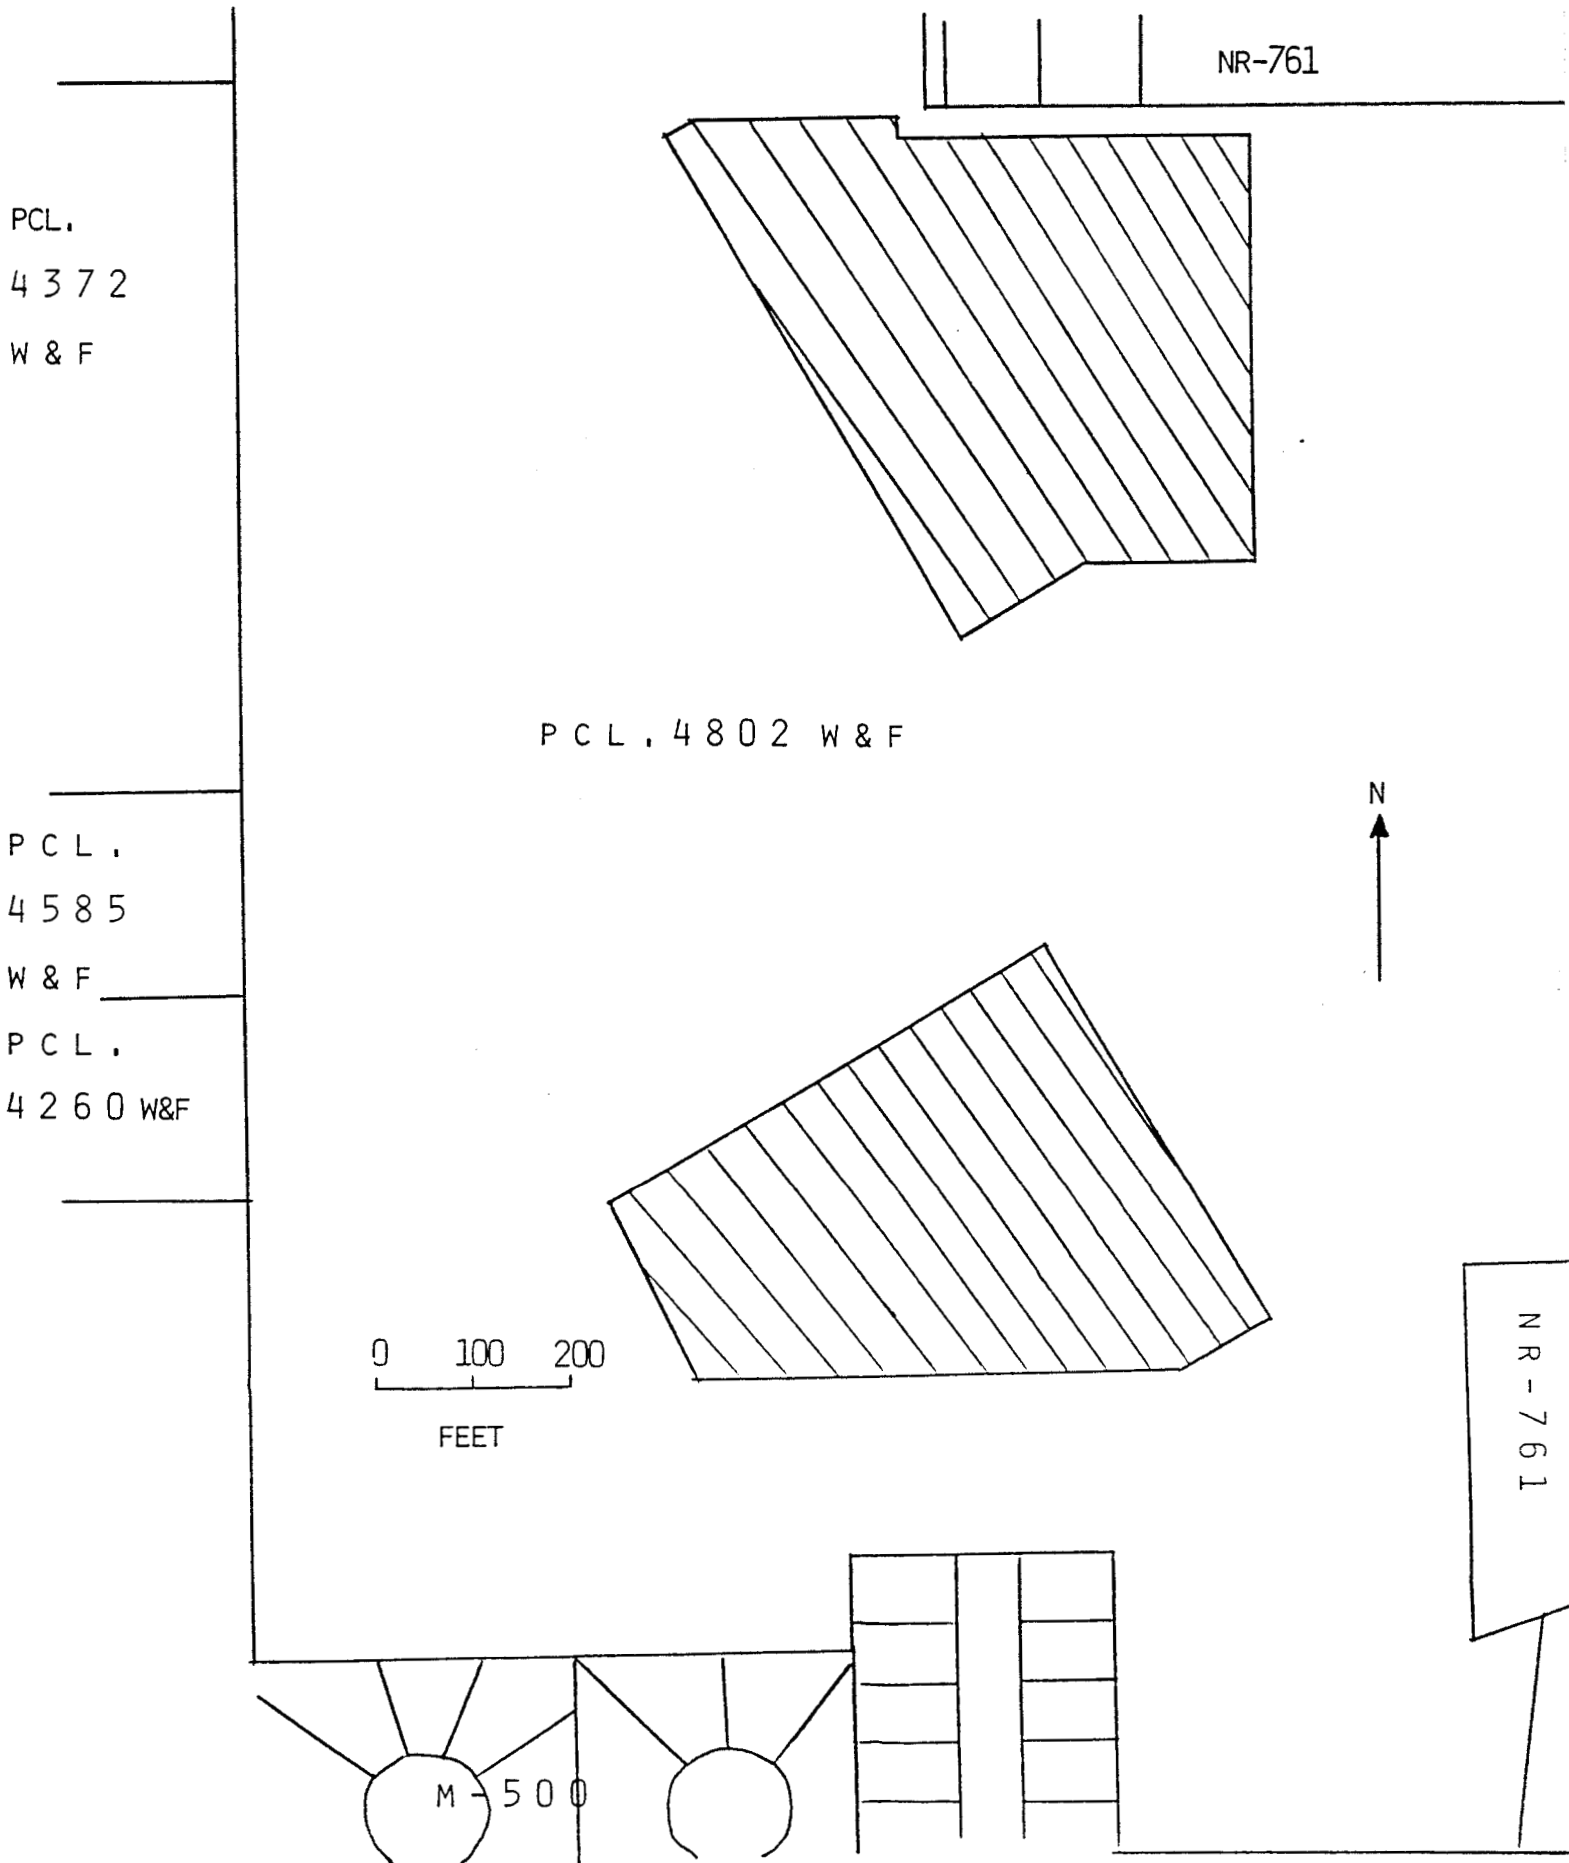 NR-761
PCL.
4372
W & F
PCL. 4802 W & F
N
PCL.
4585
W & F
PCL.
4260 W&F
0 100 200
FEET
NR-761
M-500